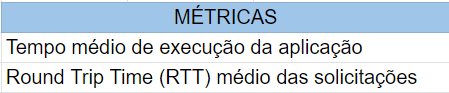 MÉTRICAS
Tempo médio de execução da aplicação
Round Trip Time (RTT) médio das solicitações